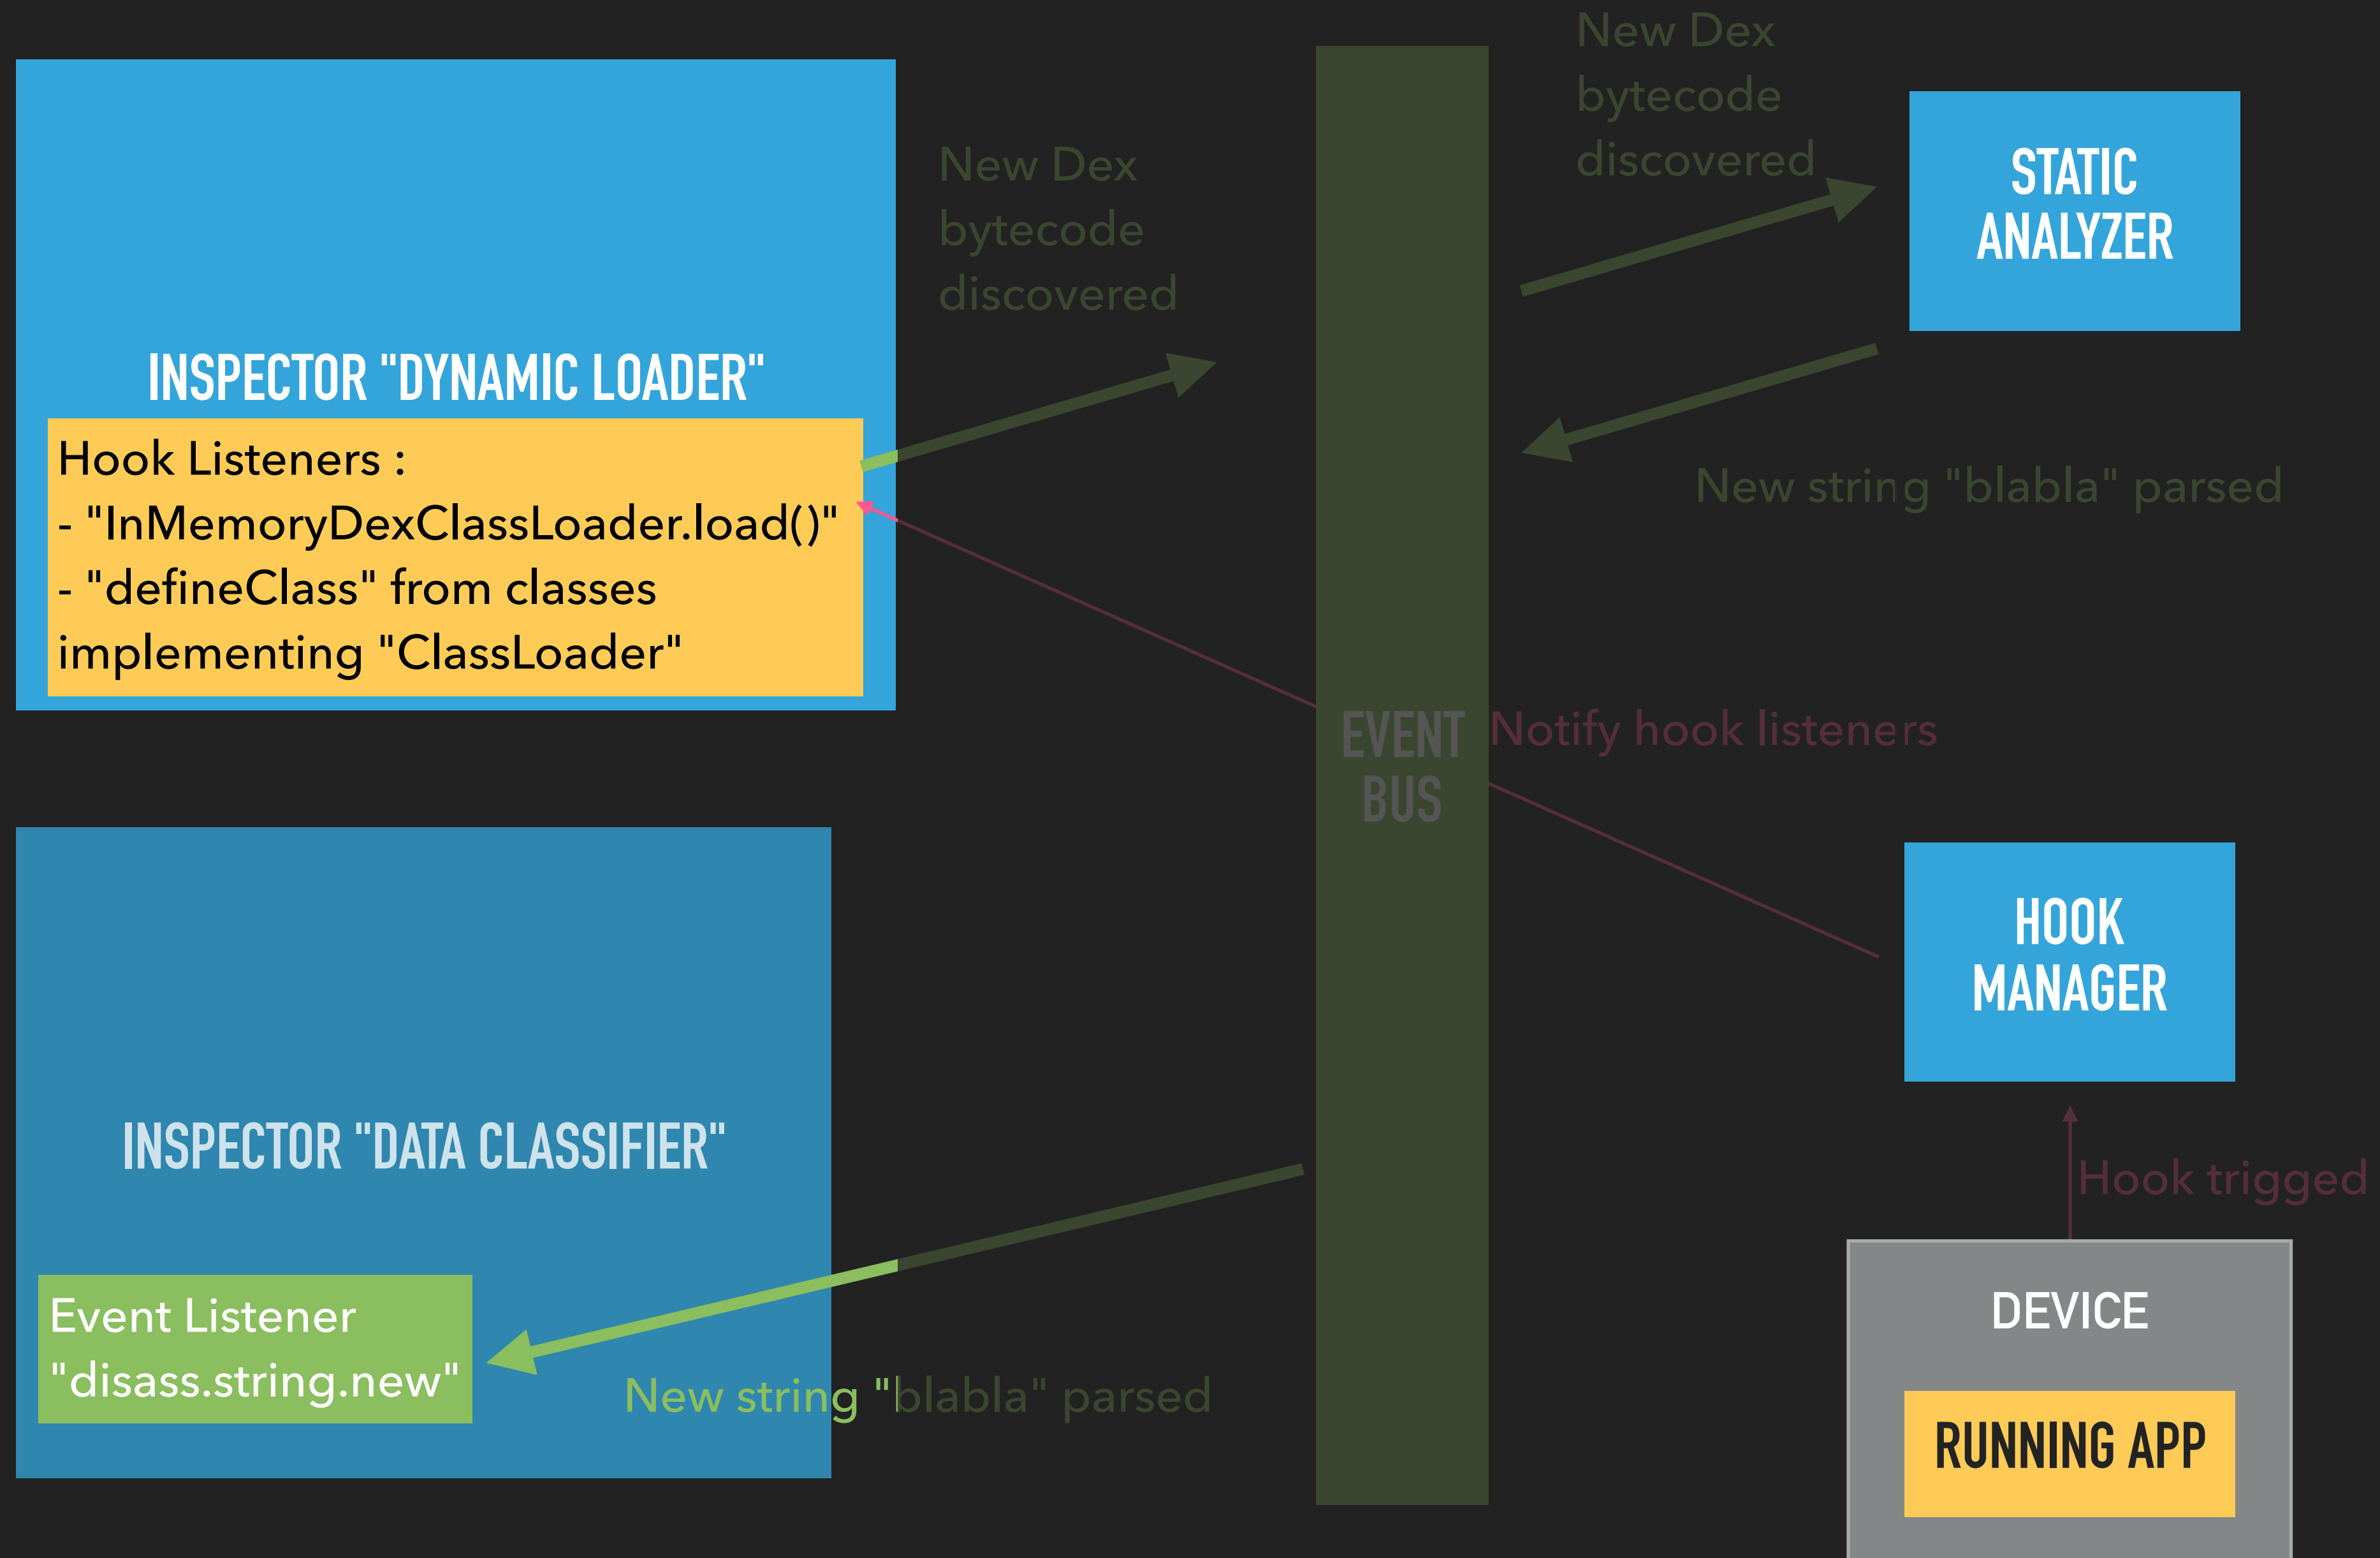 INSPECTOR "DYNAMIC LOADER"
Hook Listeners :
- "InMemoryDexClassLoader.load()"
- "defineClass" from classes
implementing "ClassLoader"
New Dex
bytecode
discovered
New Dex
bytecode
discovered
STATIC
ANALYZER
New string "blabla" parsed
EVENT
BUS
Notify hook listeners
HOOK
MANAGER
INSPECTOR "DATA CLASSIFIER"
Event Listener
"disass.string.new"
New string "blabla" parsed
Hook trigged
DEVICE
RUNNING APP